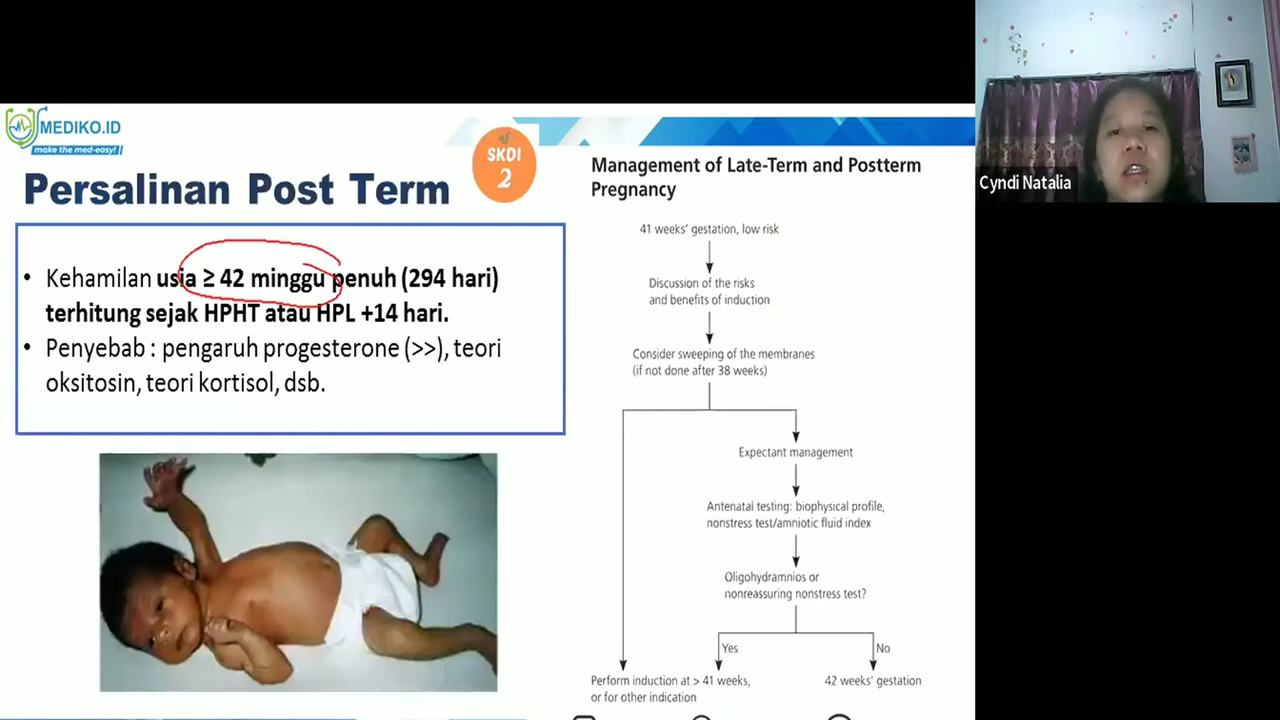 MEDIKO.ID
make the med-easy!
SKDI
2
Persalinan Post Term
• Kehamilan usia ≥ 42 minggu penuh (294 hari)
terhitung sejak HPHT atau HPL +14 hari.
• Penyebab : pengaruh progesterone (>>), teori
oksitosin, teori kortisol, dsb.
Management of Late-Term and Postterm
Pregnancy
41 weeks' gestation, low risk
Discussion of the risks
and benefits of induction
Consider sweeping of the membranes
(if not done after 38 weeks)
Expectant management
Antenatal testing: biophysical profile,
nonstress test/amniotic fluid index
Oligohydramnios or
nonreassuring nonstress test?
Yes
No
Perform induction at > 41 weeks,
or for other indication
42 weeks' gestation
Cyndi Natalia